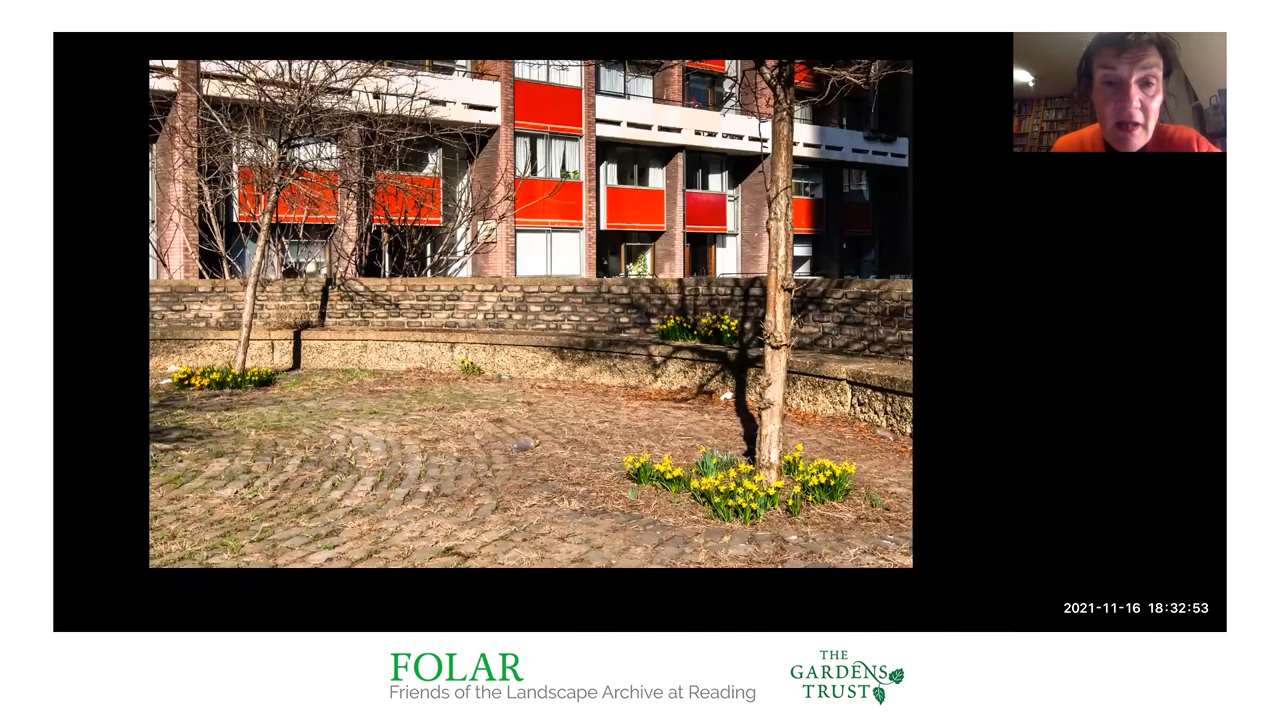 2021-11-16 18:32:53
FOLAR
Friends of the Landscape Archive at Reading
THE
GARDENS
TRUST